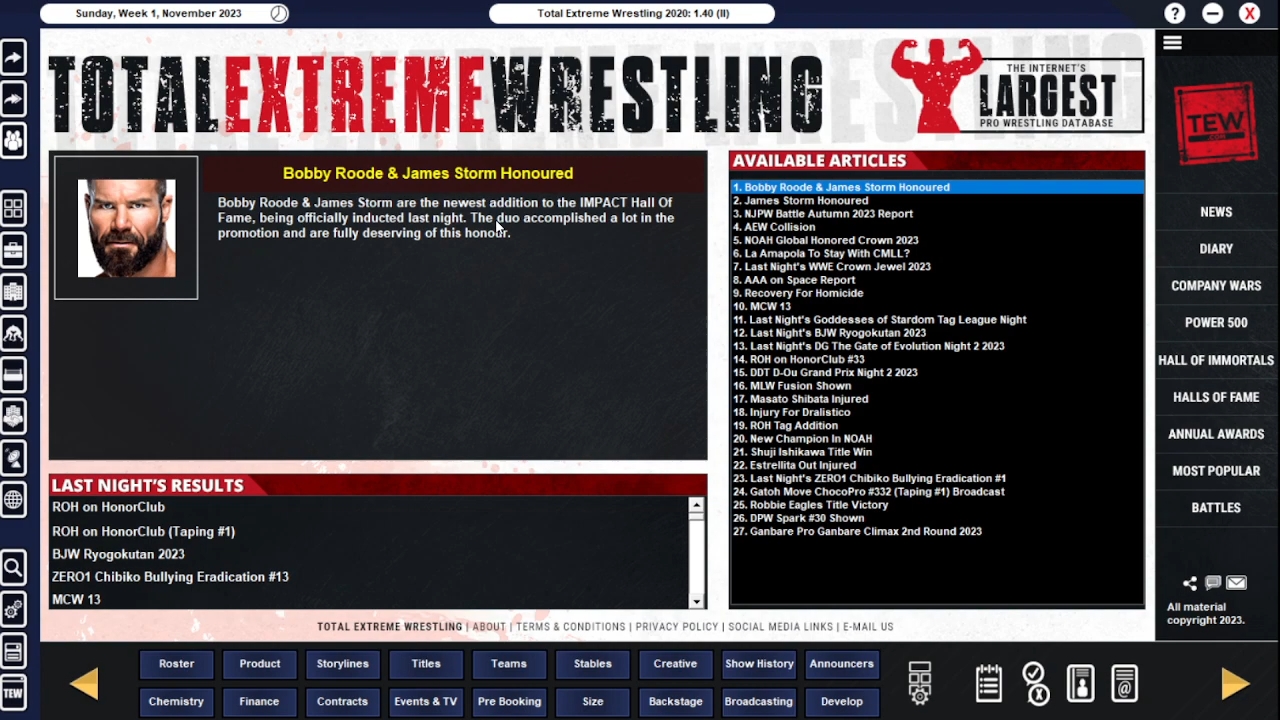 Sunday, Week 1, November 2023
Total Extreme Wrestling 2020: 1.40 (II)
?
X
TOTALEXTREMEWRESTLING
THE INTERNET'S
LARGEST
PRO WRESTLING DATABASE
TEW
.COM
Bobby Roode & James Storm Honoured
Bobby Roode & James Storm are the newest addition to the IMPACT Hall Of
Fame, being officially inducted last night. The duo accomplished a lot in the
promotion and are fully deserving of this honour.
AVAILABLE ARTICLES
1. Bobby Roode & James Storm Honoured
2. James Storm Honoured
3. NJPW Battle Autumn 2023 Report
4. AEW Collision
5. NOAH Global Honored Crown 2023
6. La Amapola To Stay With CMLL?
7. Last Night's WWE Crown Jewel 2023
8. AAA on Space Report
9. Recovery For Homicide
10. MCW 13
11. Last Night's Goddesses of Stardom Tag League Night
12. Last Night's BJW Ryogokutan 2023
13. Last Night's DG The Gate of Evolution Night 2 2023
14. ROH on HonorClub #33
15. DDT D-Ou Grand Prix Night 2 2023
16. MLW Fusion Shown
17. Masato Shibata Injured
18. Injury For Dralistico
19. ROH Tag Addition
20. New Champion In NOAH
21. Shuji Ishikawa Title Win
22. Estrellita Out Injured
23. Last Night's ZERO1 Chibiko Bullying Eradication #1
24. Gatoh Move ChocoPro #332 (Taping #1) Broadcast
25. Robbie Eagles Title Victory
26. DPW Spark #30 Shown
27. Ganbare Pro Ganbare Climax 2nd Round 2023
NEWS
DIARY
COMPANY WARS
POWER 500
HALL OF IMMORTALS
HALLS OF FAME
ANNUAL AWARDS
MOST POPULAR
BATTLES
All material
copyright 2023.
LAST NIGHT'S RESULTS
ROH on HonorClub
ROH on HonorClub (Taping #1)
BJW Ryogokutan 2023
ZERO1 Chibiko Bullying Eradication #13
MCW 13
TOTAL EXTREME WRESTLING | ABOUT | TERMS & CONDITIONS | PRIVACY POLICY | SOCIAL MEDIA LINKS | E-MAIL US
TEW
Roster
Product
Storylines
Titles
Teams
Stables
Creative
Show History
Announcers
Chemistry
Finance
Contracts
Events & TV
Pre Booking
Size
Backstage
Broadcasting
Develop
@